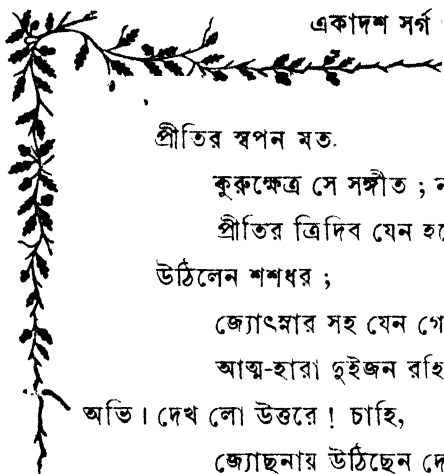 একাদশ সর্গ
প্রীতির স্বপন মত.
কুরুক্ষেত্র সে সঙ্গীত ;
প্রীতির ত্রিদিব যেন
উঠিলেন শশধর ;
জ্যোৎস্নার সহ যেন
আত্ম-হারা দুইজন
অভি । দেখ লো উত্তরে ! চাহি,
জ্যোছনায় উঠিছেন